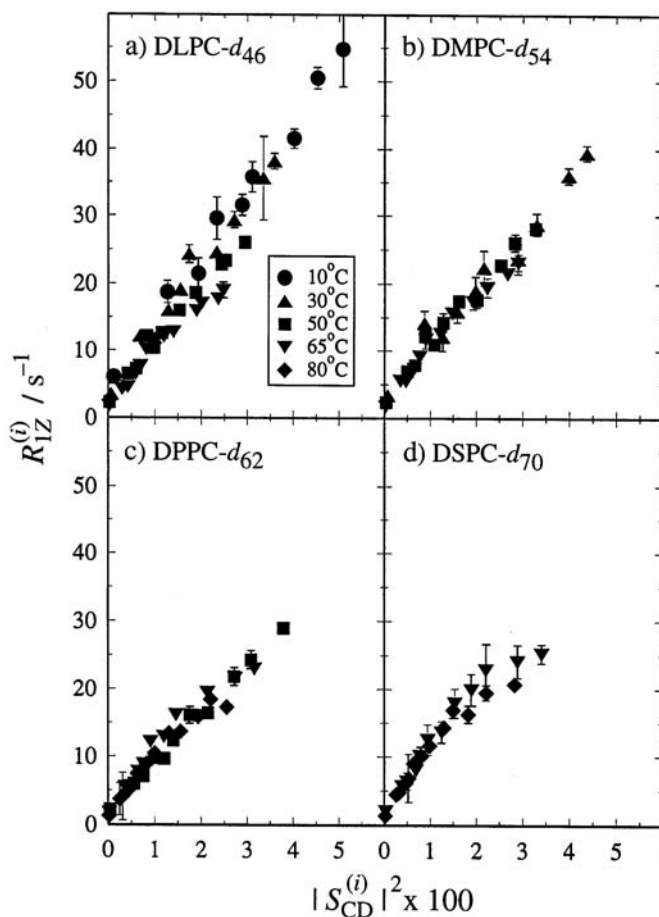 a) DLPC-d46
b) DMPC-d54
50
40
30
20
10
0
10°C
30°C
50°C
65°C
80°C
R1Z(i) / s−1
c) DPPC-d62
d) DSPC-d70
50
40
30
20
10
0
0 1 2 3 4 5 0 1 2 3 4 5
|SCD(i)|2 x 100